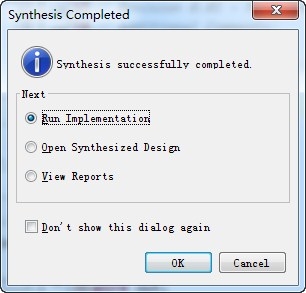 Synthesis Completed
Synthesis successfully completed.
Next
Run Implementation
Open Synthesized Design
View Reports
Don't show this dialog again
OK
Cancel